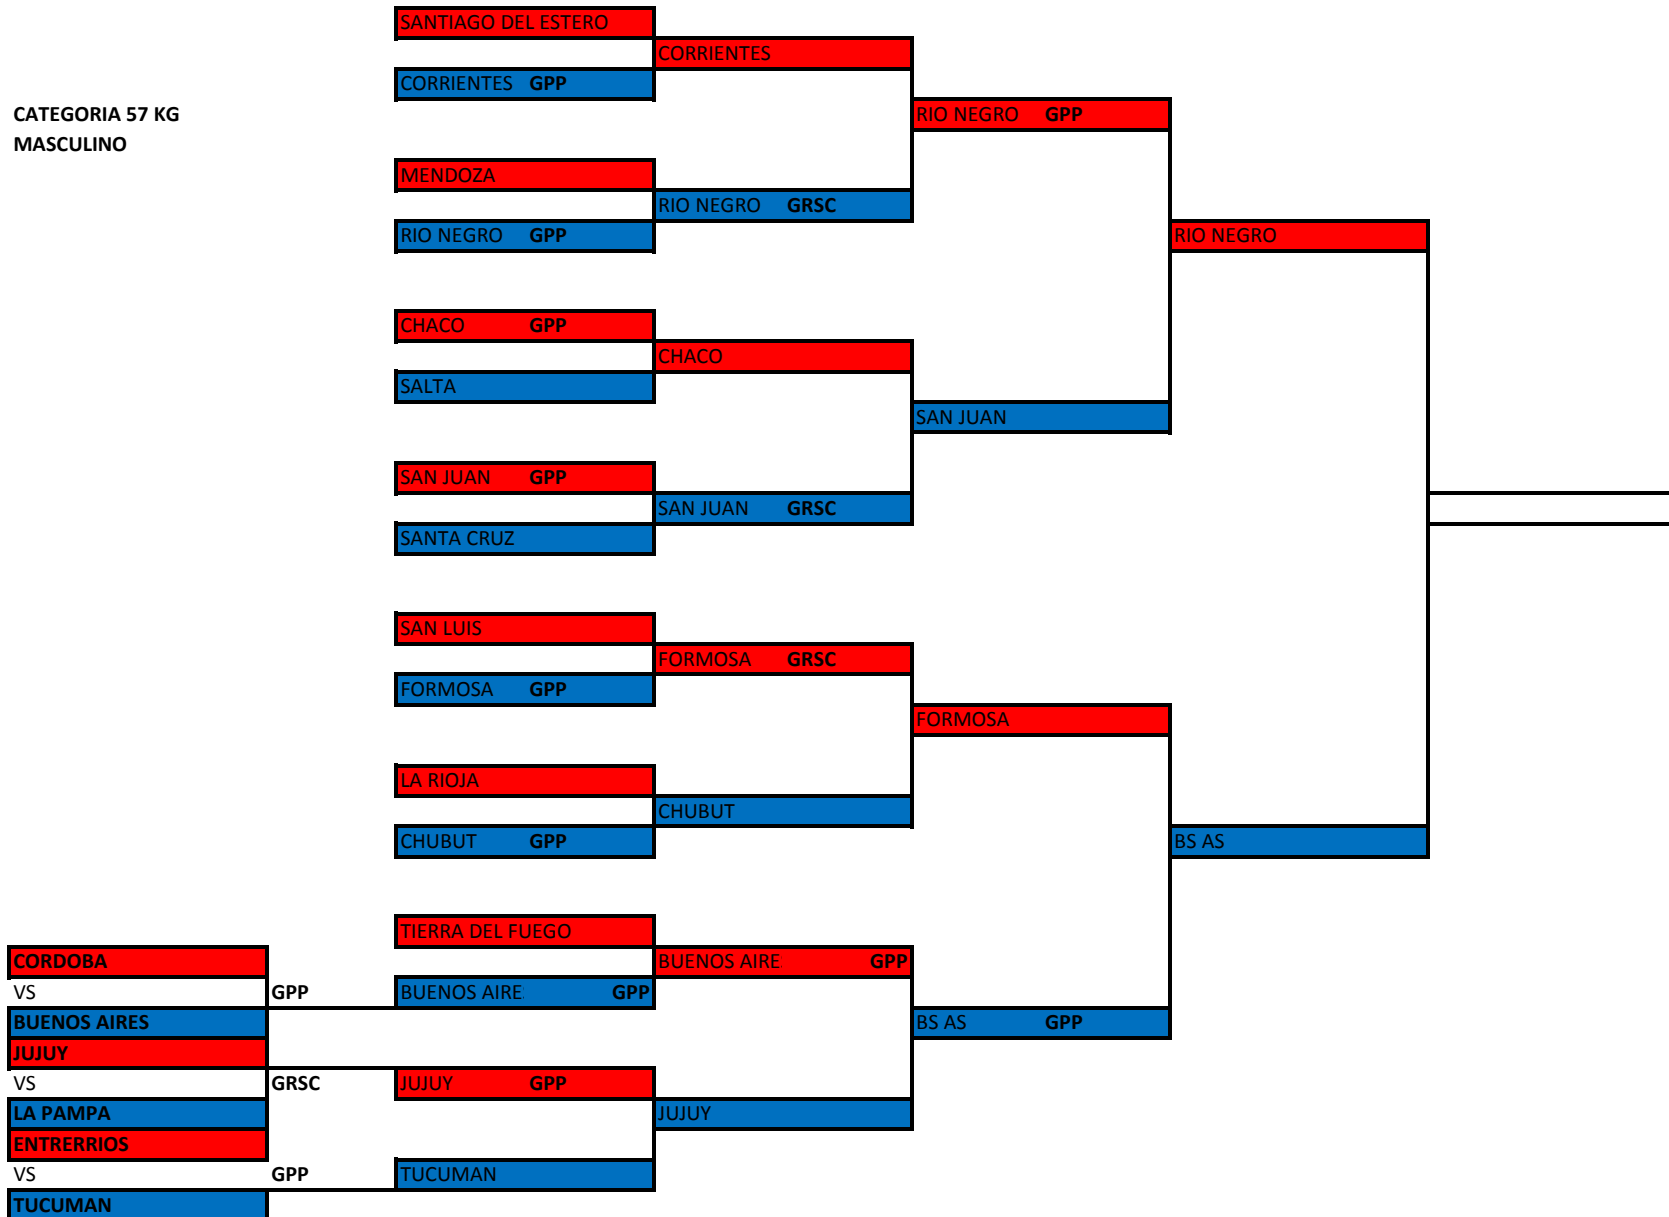 SANTIAGO DEL ESTERO
CORRIENTES
CORRIENTES GPP
CATEGORIA 57 KG
RIO NEGRO GPP
MASCULINO
MENDOZA
RIO NEGRO GRSC
RIO NEGRO GPP
RIO NEGRO
CHACO GPP
CHACO
SALTA
SAN JUAN
SAN JUAN GPP
SAN JUAN GRSC
SANTA CRUZ
SAN LUIS
FORMOSA GRSC
FORMOSA GPP
FORMOSA
LA RIOJA
CHUBUT
CHUBUT GPP
BS AS
TIERRA DEL FUEGO
CORDOBA
BUENOS AIRE GPP
VS GPP
BUENOS AIRE GPP
BUENOS AIRES
BS AS GPP
JUJUY
VS GRSC
JUJUY GPP
LA PAMPA
JUJUY
ENTRERRIOS
VS GPP
TUCUMAN
TUCUMAN